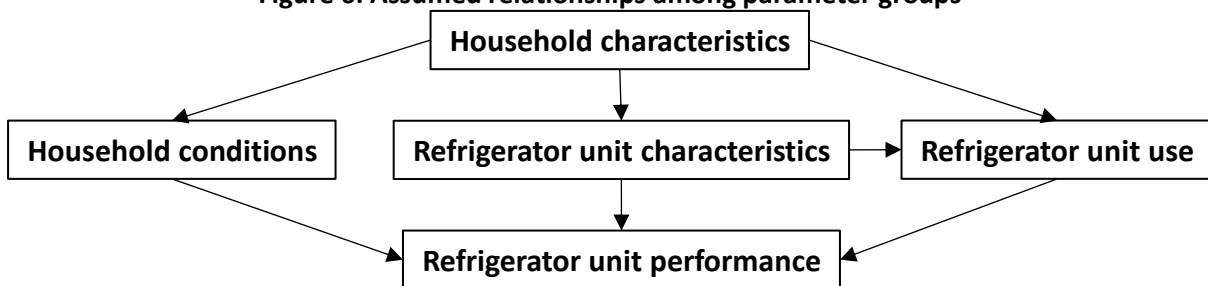 Figure Assumed relationships among parameter groups
Household characteristics
Household conditions
Refrigerator unit characteristics
Refrigerator unit use
Refrigerator unit performance